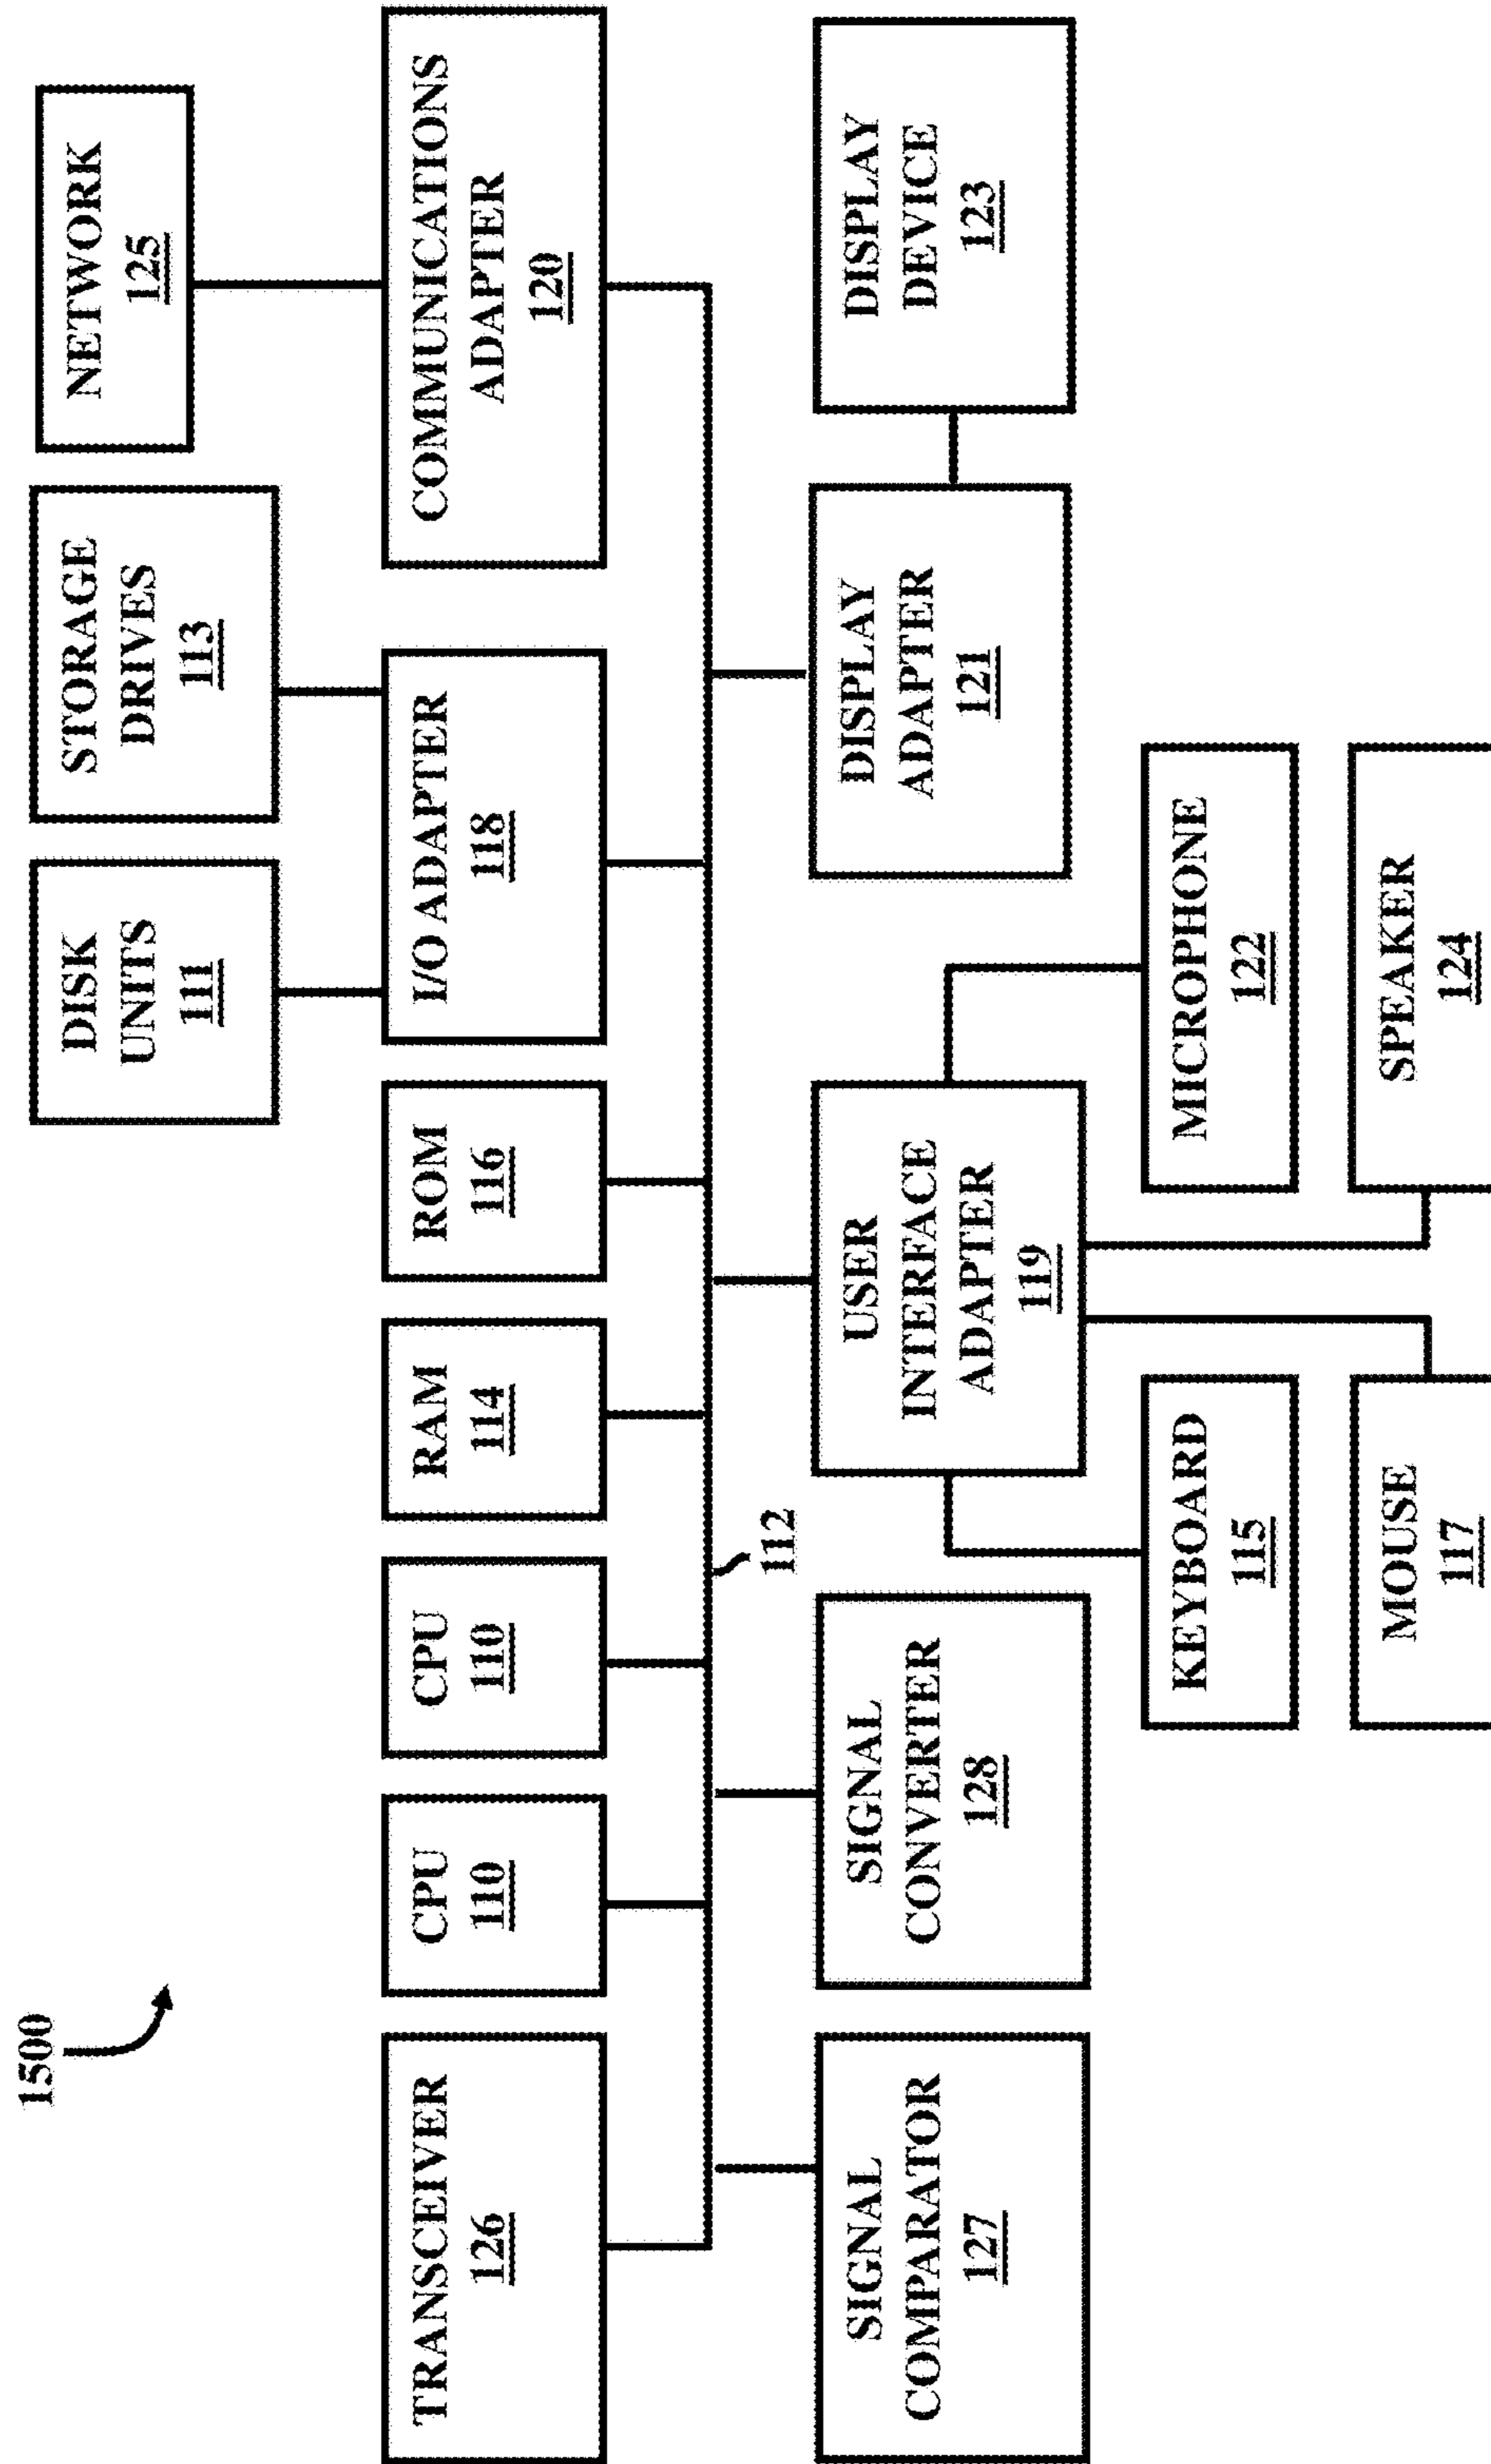 1500
DISK
UNITS
111
STORAGE
DRIVES
113
NETWORK
125
TRANSCEIVER
126
CPU
110
CPU
110
RAM
114
ROM
116
I/O ADAPTER
118
COMMUNICATIONS
ADAPTER
120
112
SIGNAL
COMPARATOR
127
SIGNAL
CONVERTER
128
USER
INTERFACE
ADAPTER
119
DISPLAY
ADAPTER
121
DISPLAY
DEVICE
123
KEYBOARD
115
MICROPHONE
122
MOUSE
117
SPEAKER
124